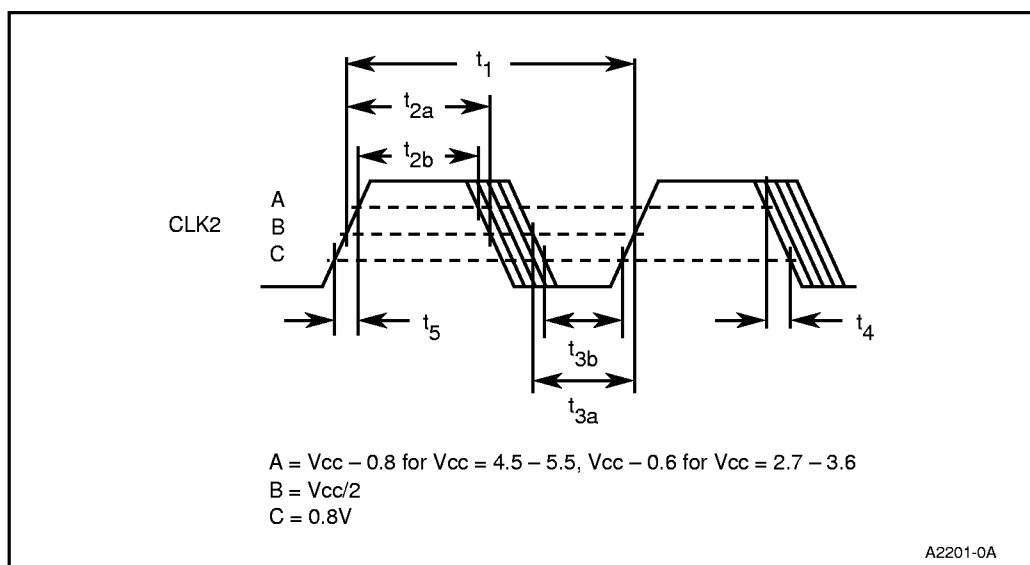 t1
t2a
t2b
A
CLK2
B
C
t5
t4
t3b
t3a
A = Vcc – 0.8 for Vcc = 4.5 – 5.5, Vcc – 0.6 for Vcc = 2.7 – 3.6
B = Vcc/2
C = 0.8V
A2201-0A